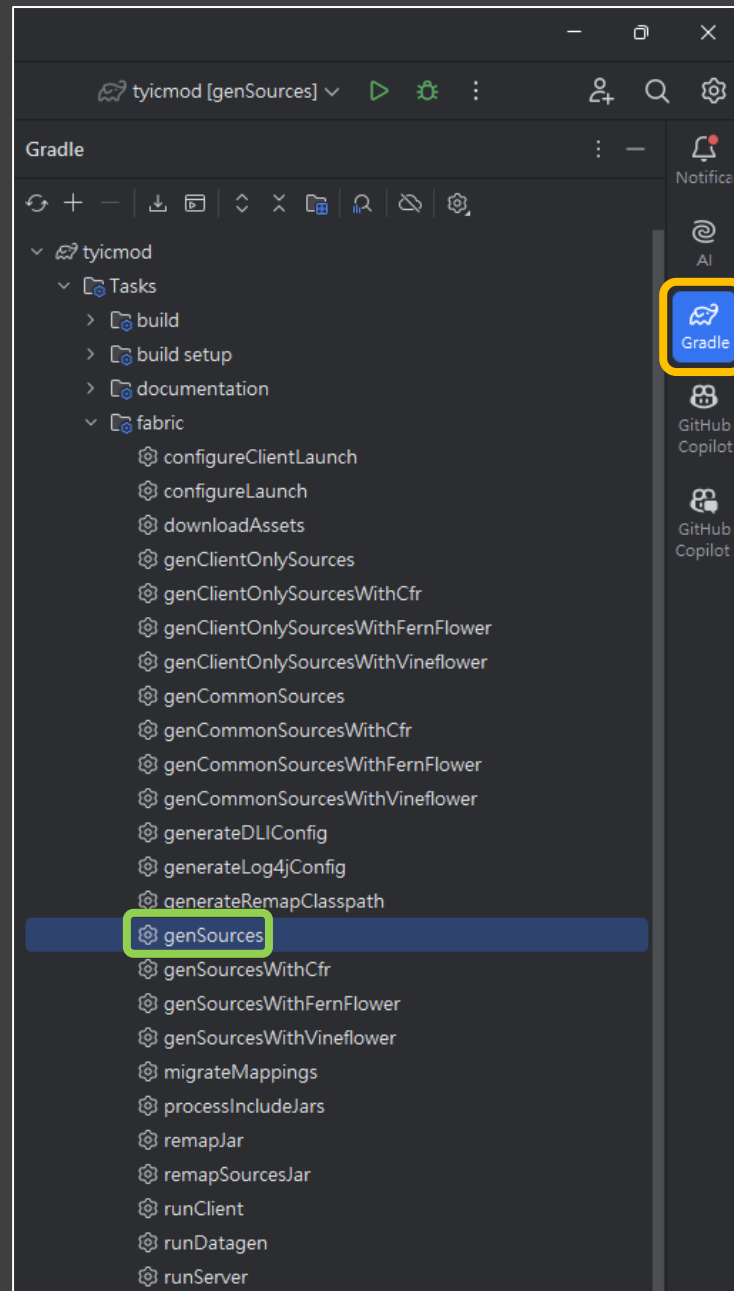 tyicmod [genSources]
Gradle
Notifica
AI
Gradle
GitHub
Copilot
GitHub
Copilot
tyicmod
Tasks
build
build setup
documentation
fabric
configureClientLaunch
configureLaunch
downloadAssets
genClientOnlySources
genClientOnlySourcesWithCfr
genClientOnlySourcesWithFernFlower
genClientOnlySourcesWithVineflower
genCommonSources
genCommonSourcesWithCfr
genCommonSourcesWithFernFlower
genCommonSourcesWithVineflower
generateDLIConfig
generateLog4jConfig
generateRemapClasspath
genSources
genSourcesWithCfr
genSourcesWithFernFlower
genSourcesWithVineflower
migrateMappings
processIncludeJars
remapJar
remapSourcesJar
runClient
runDatagen
runServer